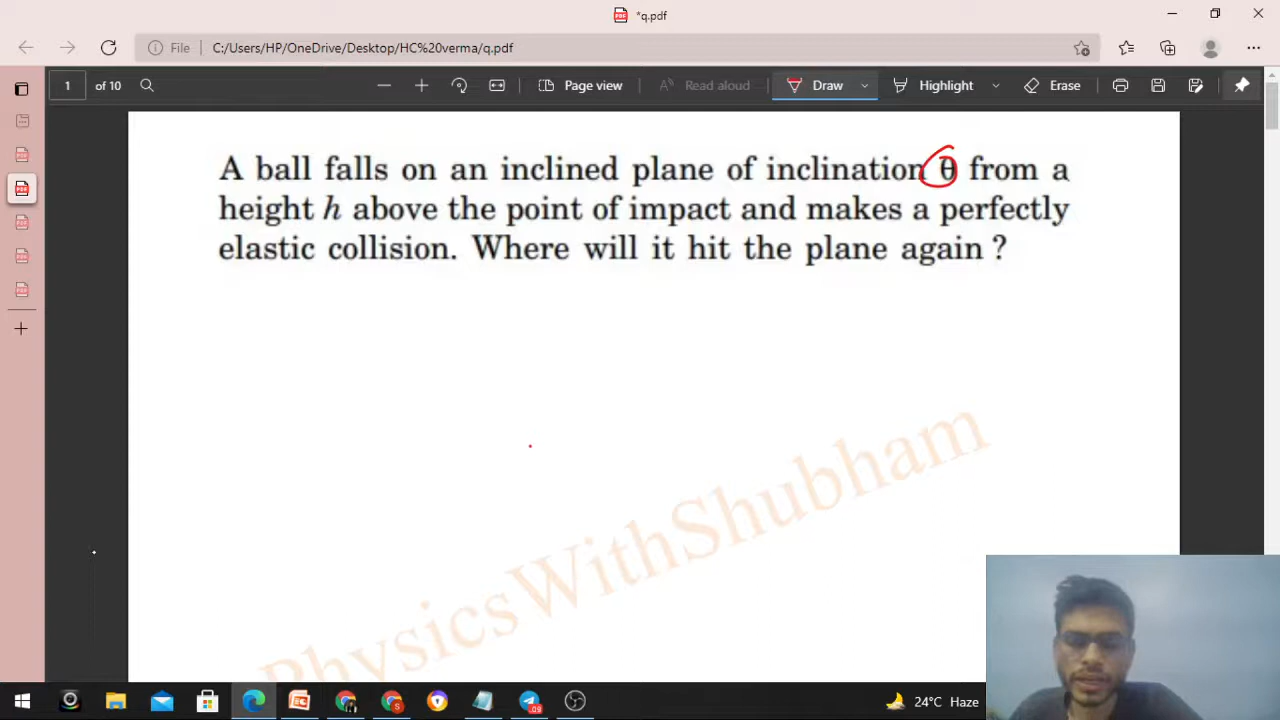 *q.pdf
File C:/Users/HP/OneDrive/Desktop/HC%20verma/q.pdf
1 of 10 Page view Read aloud Draw Highlight Erase
A ball falls on an inclined plane of inclination θ from a
height h above the point of impact and makes a perfectly
elastic collision. Where will it hit the plane again ?
PhysicsWithShubham
24°C Haze